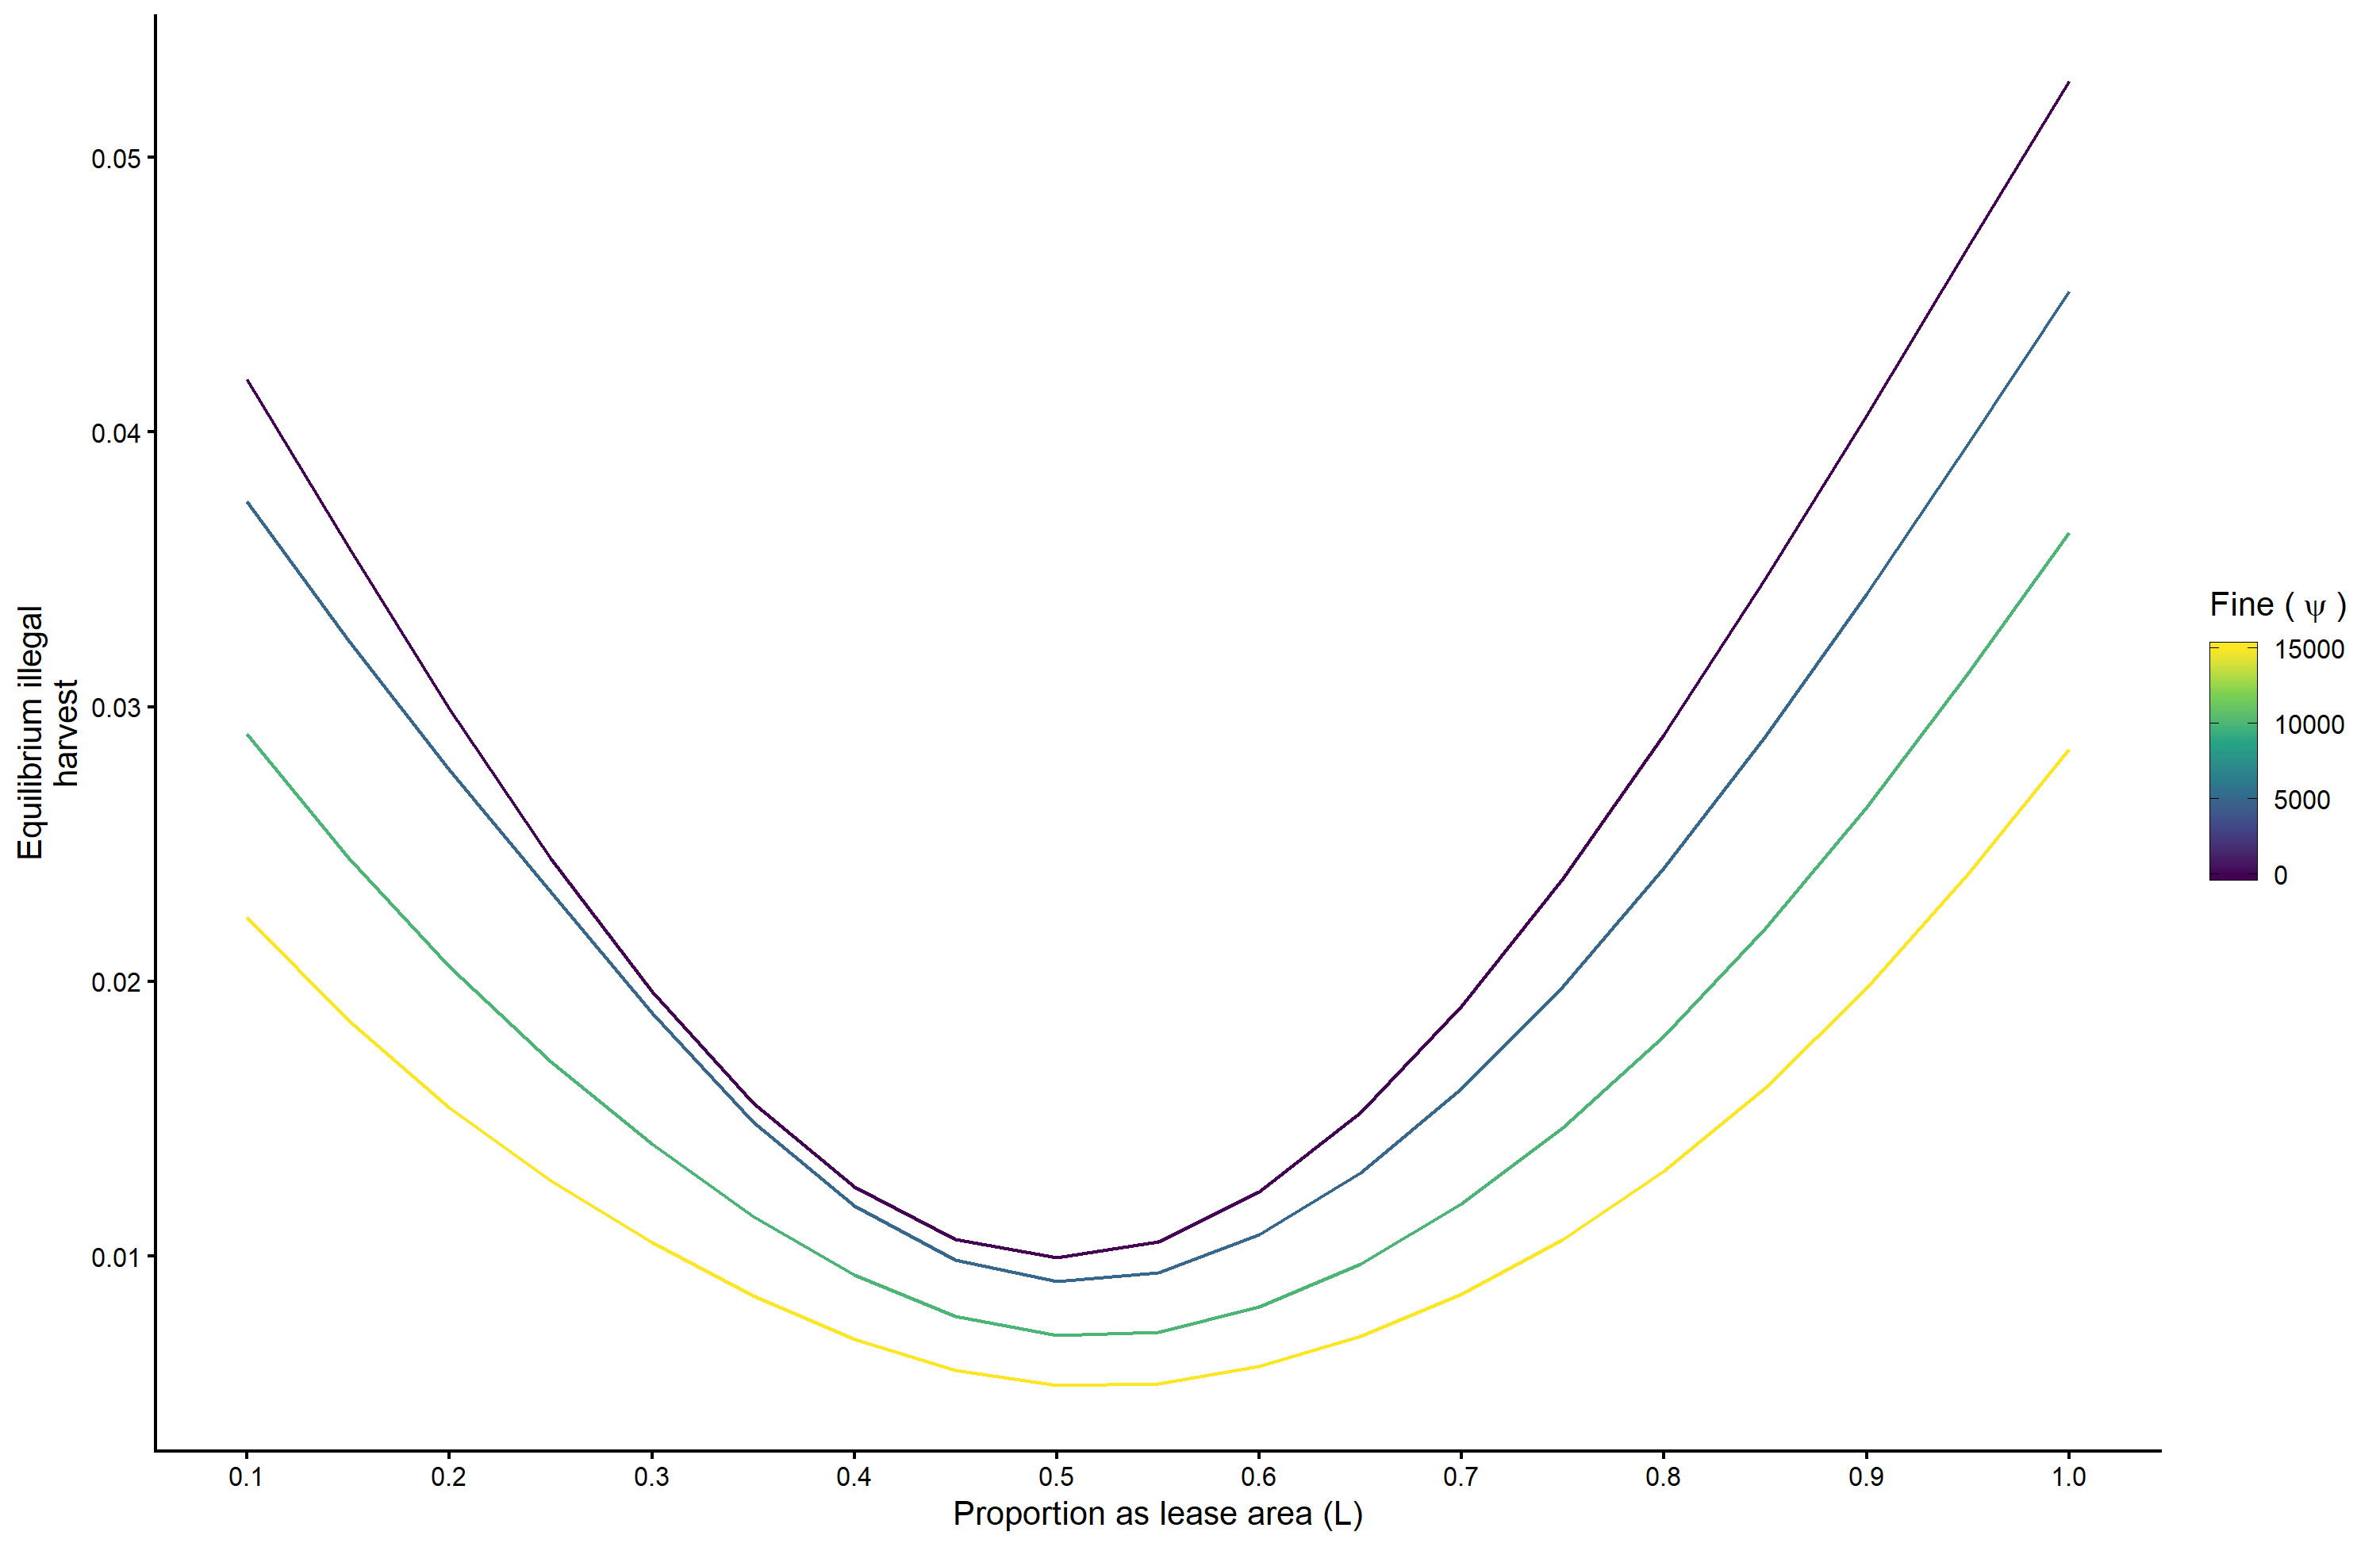 Equilibrium illegal
harvest
0.05
0.04
0.03
0.02
0.01
0.1 0.2 0.3 0.4 0.5 0.6 0.7 0.8 0.9 1.0
Proportion as lease area (L)
Fine ( ψ )
15000
10000
5000
0